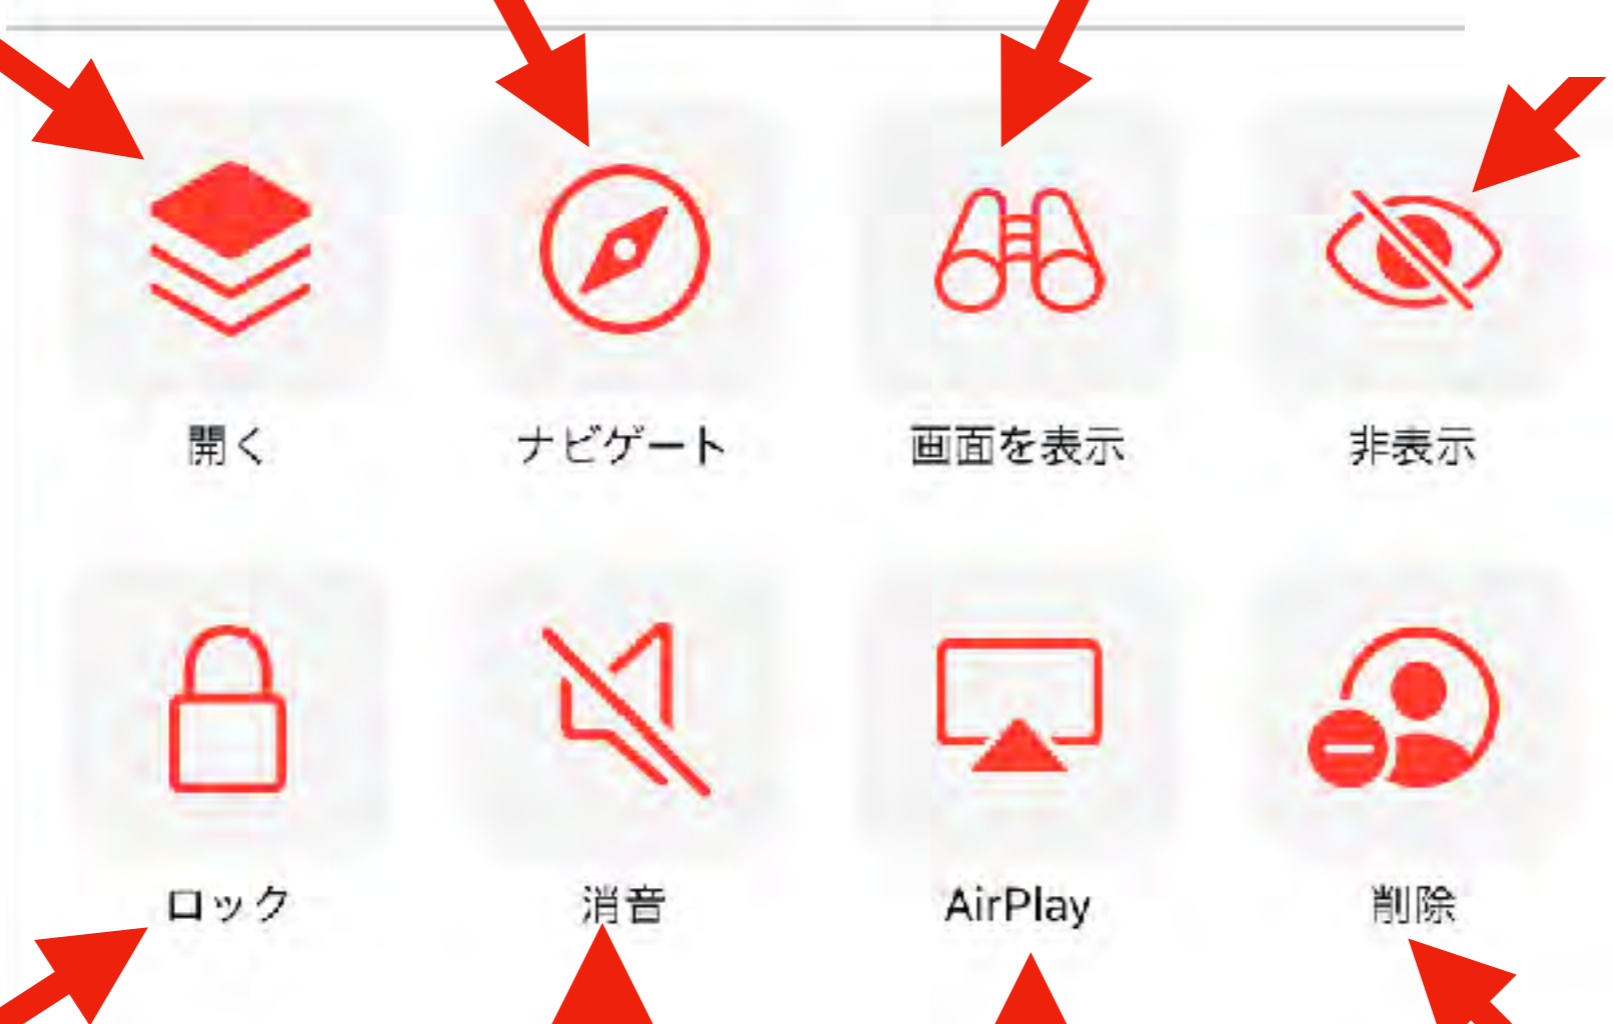 開く
ナビゲート
画面を表示
非表示
ロック
消音
AirPlay
削除